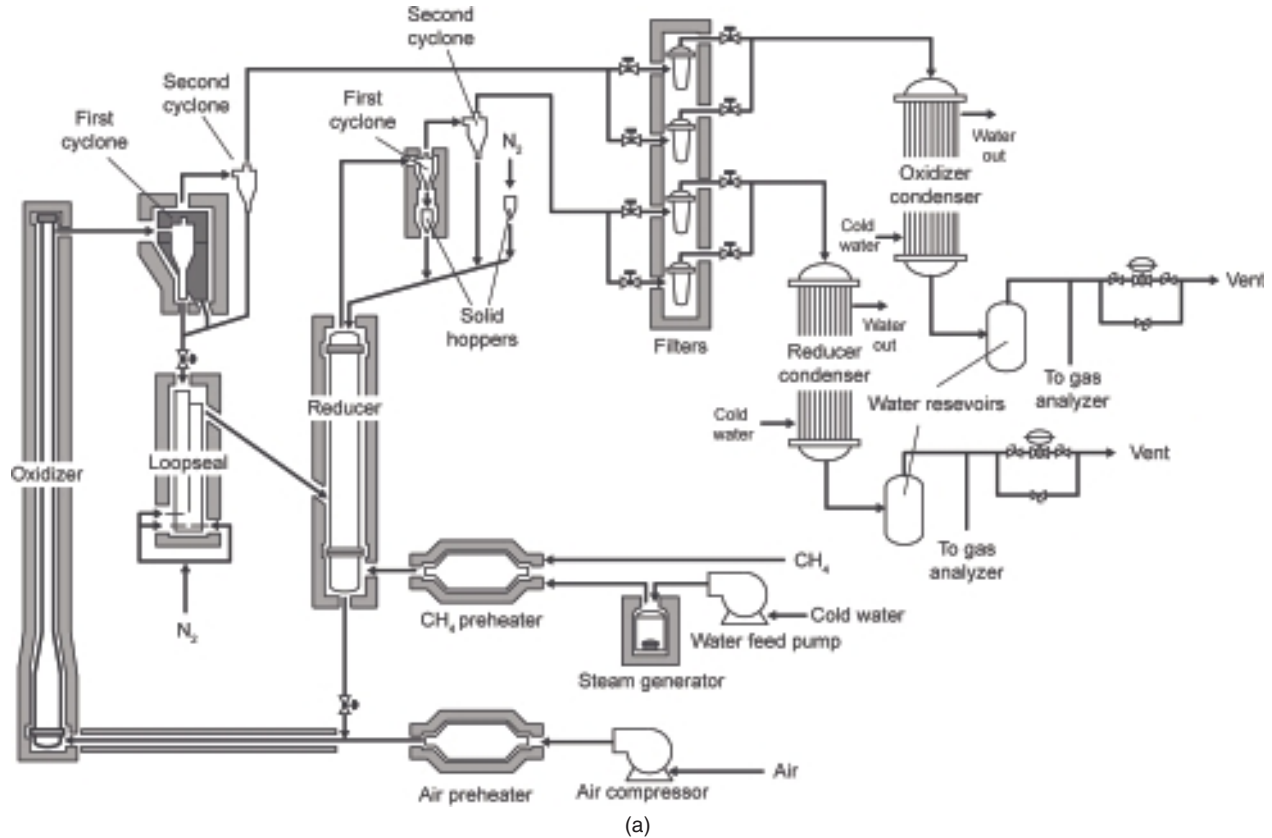 Second
cyclone
Second
cyclone
First
cyclone
First
cyclone
N2
Water
out
Oxidizer
condenser
Cold
water
Vent
Solid
hoppers
Filters
Water
out
Reducer
condenser
To gas
analyzer
Water resevoirs
Cold
water
Reducer
Loopseal
Oxidizer
Vent
To gas
analyzer
CH4
N2
CH4 preheater
Cold water
Water feed pump
Steam generator
Air
Air preheater
Air compressor
(a)